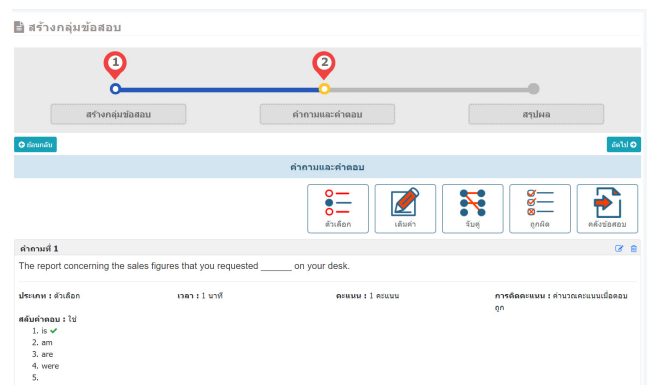 สร้างกลุ่มข้อสอบ
1 2
สร้างกลุ่มข้อสอบ คำถามและคำตอบ สรุปผล
ย้อนกลับ ถัดไป
คำถามและคำตอบ
ตัวเลือก เติมคำ จับคู่ ถูกผิด คลังข้อสอบ
คำถามที่ 1
The report concerning the sales figures that you requested ______ on your desk.
ประเภท : ตัวเลือก เวลา : 1 นาที คะแนน : 1 คะแนน การคิดคะแนน : คำนวณคะแนนเมื่อตอบ
ถูก
สลับคำตอบ : ใช่
1. is
2. am
3. are
4. were
5.